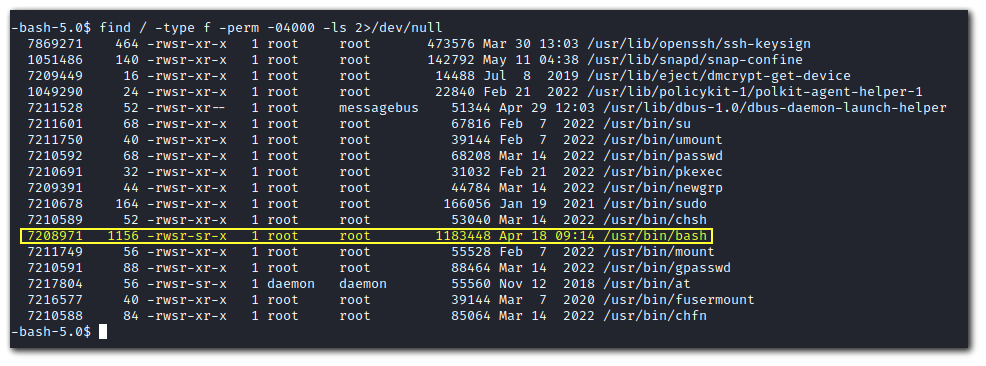 -bash-5.0$ find / -type f -perm -04000 -ls 2>/dev/null
7869271    464 -rwsr-xr-x   1 root     root       473576 Mar 30 13:03 /usr/lib/openssh/ssh-keysign
1051486    140 -rwsr-xr-x   1 root     root       142792 May 11 04:38 /usr/lib/snapd/snap-confine
7209449     16 -rwsr-xr-x   1 root     root        14488 Jul  8  2019 /usr/lib/eject/dmcrypt-get-device
1049290     24 -rwsr-xr-x   1 root     root        22840 Feb 21  2022 /usr/lib/policykit-1/polkit-agent-helper-1
7211528     52 -rwsr-xr--   1 root     messagebus    51344 Apr 29 12:03 /usr/lib/dbus-1.0/dbus-daemon-launch-helper
7211601     68 -rwsr-xr-x   1 root     root          67816 Feb  7  2022 /usr/bin/su
7211750     40 -rwsr-xr-x   1 root     root          39144 Feb  7  2022 /usr/bin/umount
7210592     68 -rwsr-xr-x   1 root     root          68208 Mar 14  2022 /usr/bin/passwd
7210691     32 -rwsr-xr-x   1 root     root          31032 Feb 21  2022 /usr/bin/pkexec
7209391     44 -rwsr-xr-x   1 root     root          44784 Mar 14  2022 /usr/bin/newgrp
7210678    164 -rwsr-xr-x   1 root     root         166056 Jan 19  2021 /usr/bin/sudo
7210589     52 -rwsr-xr-x   1 root     root          53040 Mar 14  2022 /usr/bin/chsh
7208971   1156 -rwsr-sr-x   1 root     root        1183448 Apr 18 09:14 /usr/bin/bash
7211749     56 -rwsr-xr-x   1 root     root          55528 Feb  7  2022 /usr/bin/mount
7210591     88 -rwsr-xr-x   1 root     root          88464 Mar 14  2022 /usr/bin/gpasswd
7217804     56 -rwsr-sr-x   1 daemon   daemon        55560 Nov 12  2018 /usr/bin/at
7216577     40 -rwsr-xr-x   1 root     root          39144 Mar  7  2020 /usr/bin/fusermount
7210588     84 -rwsr-xr-x   1 root     root          85064 Mar 14  2022 /usr/bin/chfn
-bash-5.0$